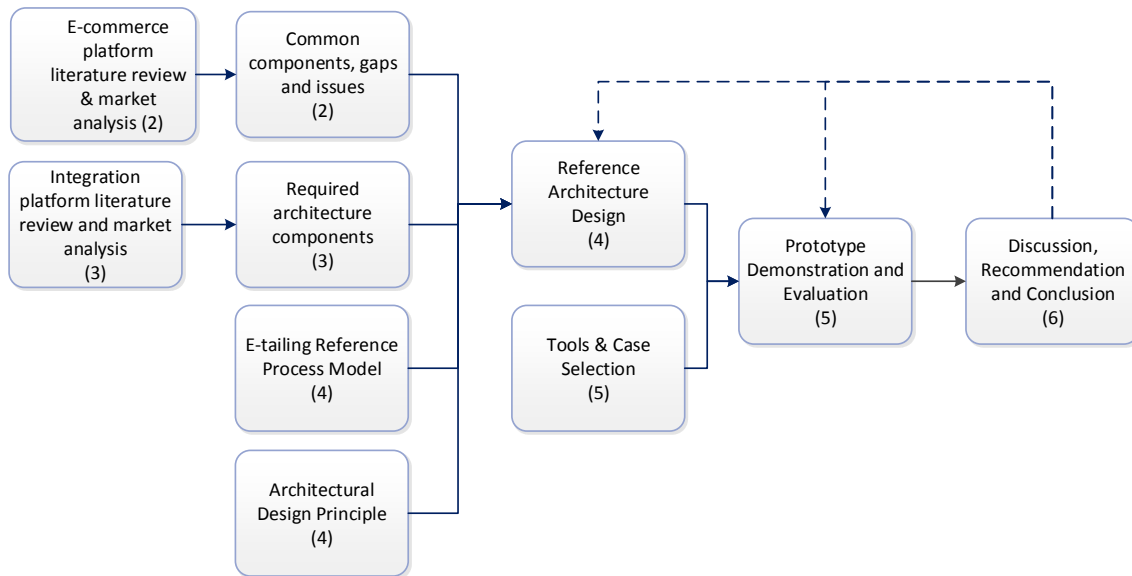 E-commerce
platform
literature review
& market
analysis (2)
Common
components, gaps
and issues
(2)
Integration
platform literature
review and market
analysis
(3)
Required
architecture
components
(3)
E-tailing Reference
Process Model
(4)
Architectural
Design Principle
(4)
Reference
Architecture
Design
(4)
Tools & Case
Selection
(5)
Prototype
Demonstration and
Evaluation
(5)
Discussion,
Recommendation
and Conclusion
(6)